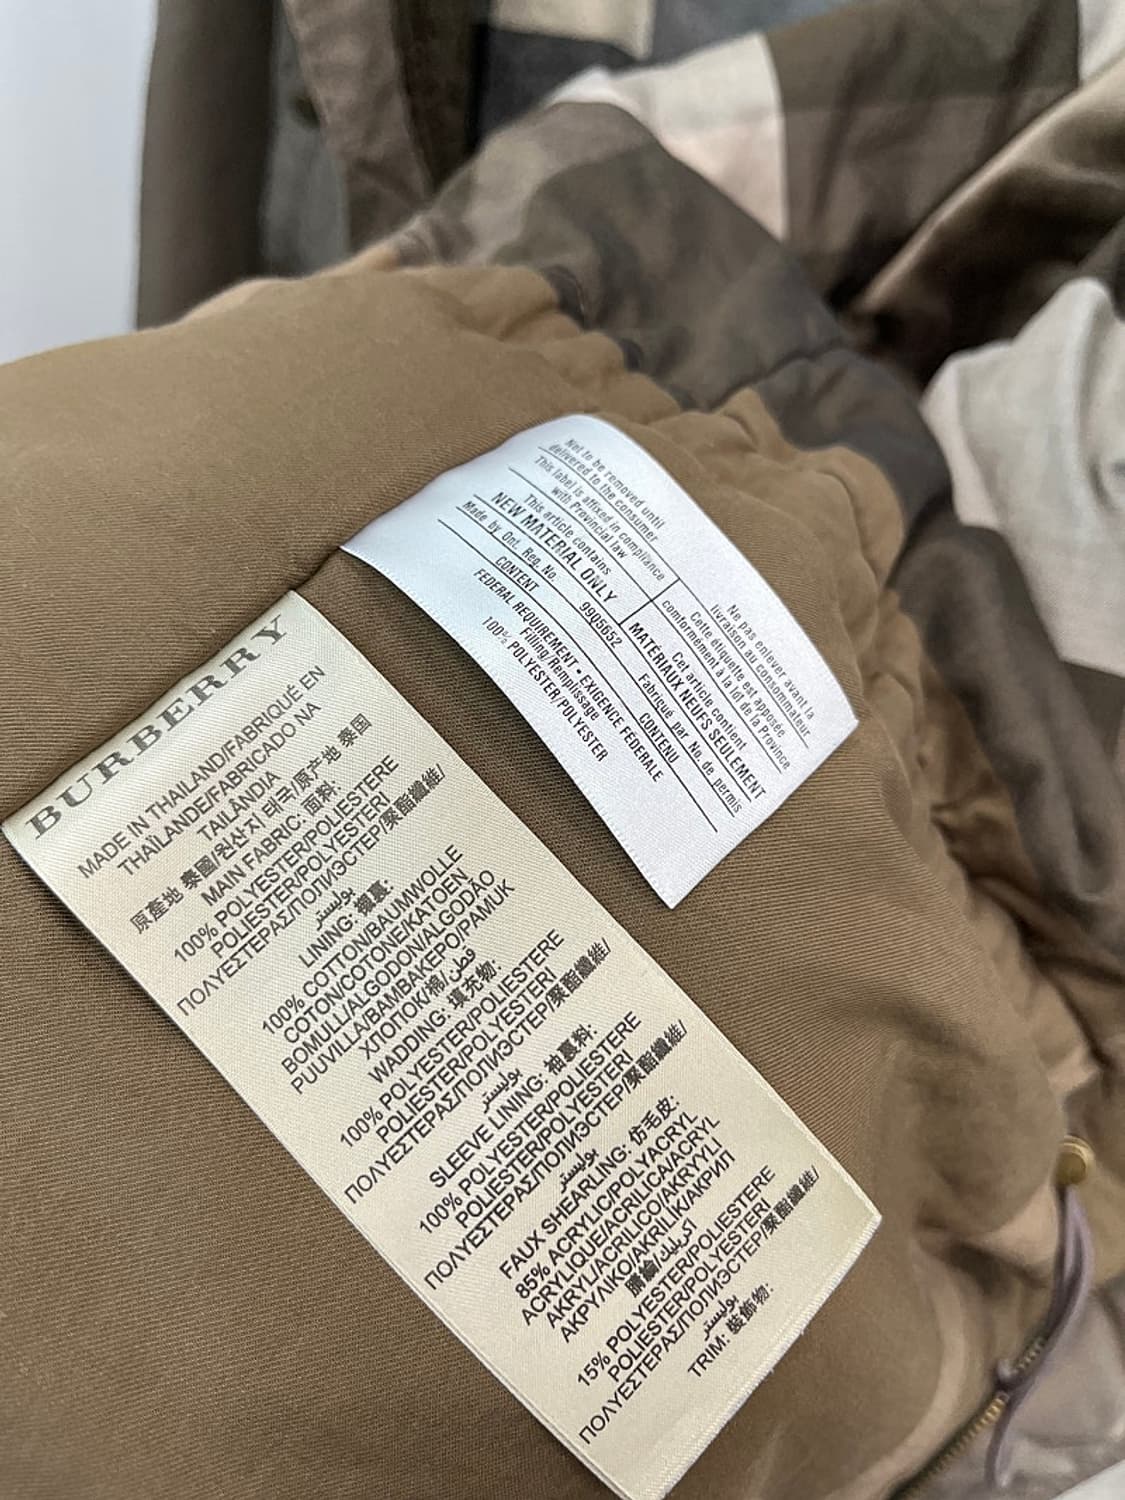 Not to be removed until
delivered to the consumer
This label is affixed in compliance
with Provincial law
This article contains
NEW MATERIAL ONLY
Made by Ont. Reg. No. 99Q5652
CONTENT
Ne pas enlever avant la
livraison au consommateur
Cette étiquette est apposée
comformément à la loi de la Province
Cet article contient
MATÉRIAUX NEUFS SEULEMENT
Fabriqué par No. de permis
CONTENU
FEDERAL REQUIREMENT • EXIGENCE FEDERALE
Filling/Remplissage
100% POLYESTER/POLYESTER
BURBERRY
MADE IN THAILAND/FABRIQUÉ EN
THAÏLANDE/FABRICADO NA
TAILÂNDIA
原產地 泰國/원산지 태국/原产地 泰国
MAIN FABRIC: 面料:
100% POLYESTER/POLIESTERE
POLIESTER/POLYESTERI
ΠΟΛΥΕΣΤΕΡΑΣ/ПОЛИЭСТЕР/聚酯纖維/
بوليستر
LINING: 襯裏:
100% COTTON/BAUMWOLLE
COTON/COTONE/KATOEN
BOMULL/ALGODON/ALGODÃO
PUUVILLA/ΒΑΜΒΑΚΕΡΟ/PAMUK
ХЛОПОК/棉/قطن
WADDING: 填充物:
100% POLYESTER/POLIESTERE
POLIESTER/POLYESTERI
ΠΟΛΥΕΣΤΕΡΑΣ/ПОЛИЭСТЕР/聚酯纖維/
بوليستر
SLEEVE LINING: 袖裏料:
100% POLYESTER/POLIESTERE
POLIESTER/POLYESTERI
ΠΟΛΥΕΣΤΕΡΑΣ/ПОЛИЭСТЕР/聚酯纖維/
بوليستر
FAUX SHEARLING: 仿毛皮:
85% ACRYLIC/POLYACRYL
ACRYLIQUE/ACRILICA/ACRYL
AKRYL/ACRILICO/AKRYYLI
ΑΚΡΥΛΙΚΟ/AKRILIK/АКРИЛ
腈綸/اكريليك
15% POLYESTER/POLIESTERE
POLIESTER/POLYESTERI
ΠΟΛΥΕΣΤΕΡΑΣ/ПОЛИЭСТЕР/聚酯纖維/
بوليستر
TRIM: 裝飾物: